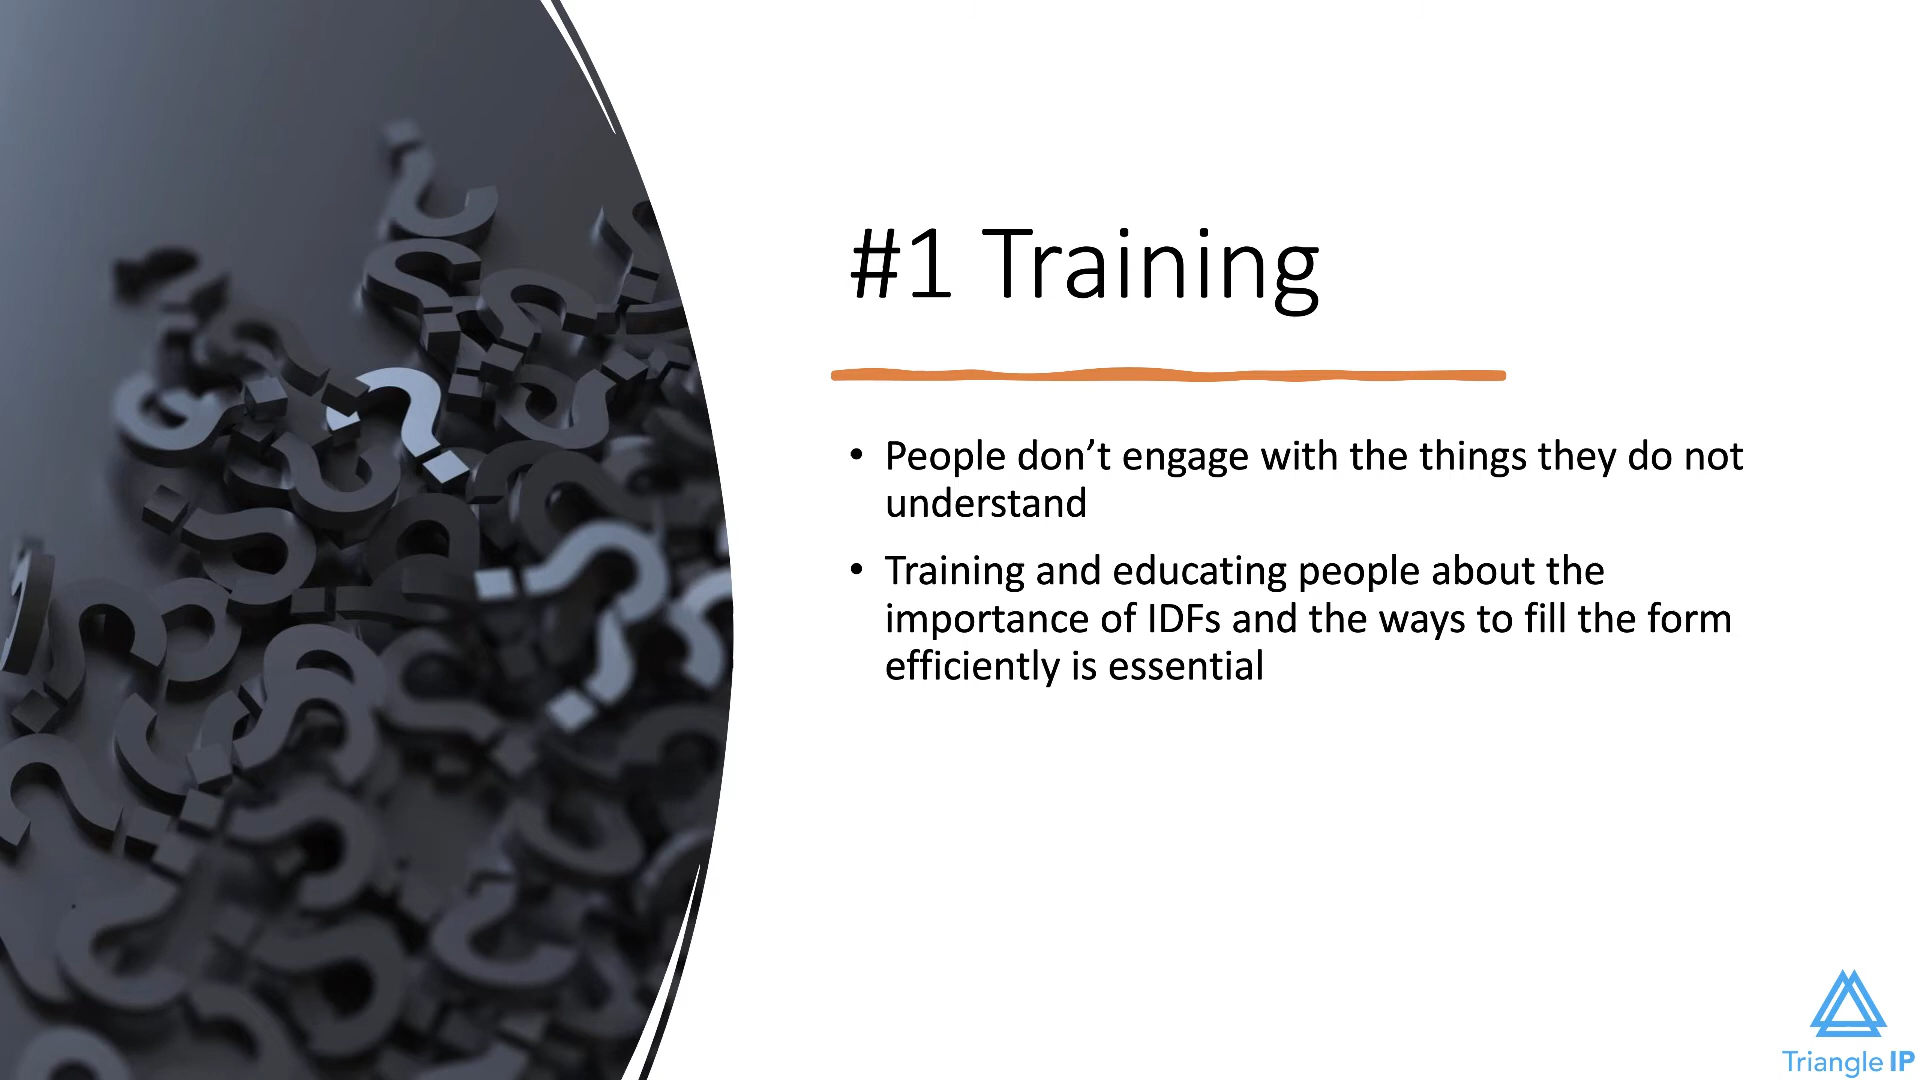 #1 Training
• People don’t engage with the things they do not
understand
• Training and educating people about the
importance of IDFs and the ways to fill the form
efficiently is essential
Triangle IP